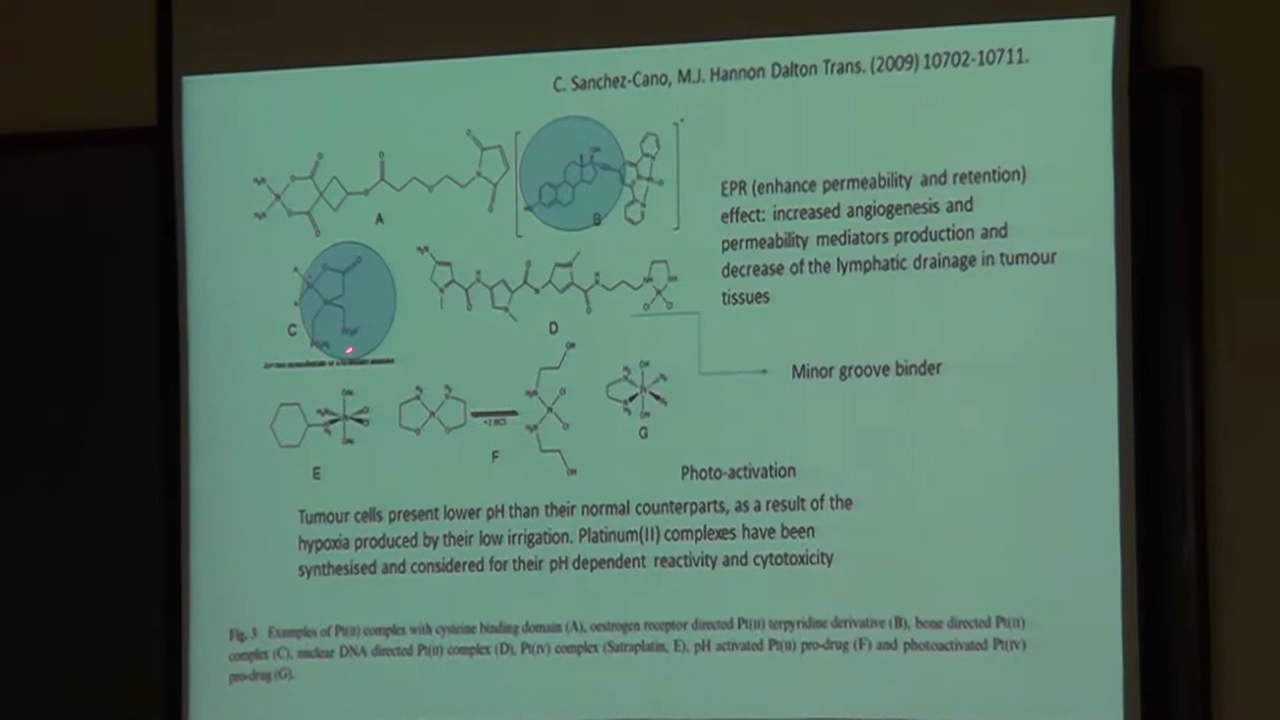 C. Sanchez-Cano, M.J. Hannon Dalton Trans. (2009) 10702-10711.
A
B
EPR (enhance permeability and retention)
effect: increased angiogenesis and
permeability mediators production and
decrease of the lymphatic drainage in tumour
tissues
C
D
Minor groove binder
E
F
G
Photo-activation
Tumour cells present lower pH than their normal counterparts, as a result of the
hypoxia produced by their low irrigation. Platinum(II) complexes have been
synthesised and considered for their pH dependent reactivity and cytotoxicity
Fig. 3 Examples of Pt(II) complex with cysteine binding domain (A), oestrogen receptor directed Pt(II) terpyridine derivative (B), bone directed Pt(II)
complex (C), nuclear DNA directed Pt(II) complex (D), Pt(IV) complex (Satraplatin, E), pH activated Pt(II) pro-drug (F) and photoactivated Pt(IV)
pro-drug (G).